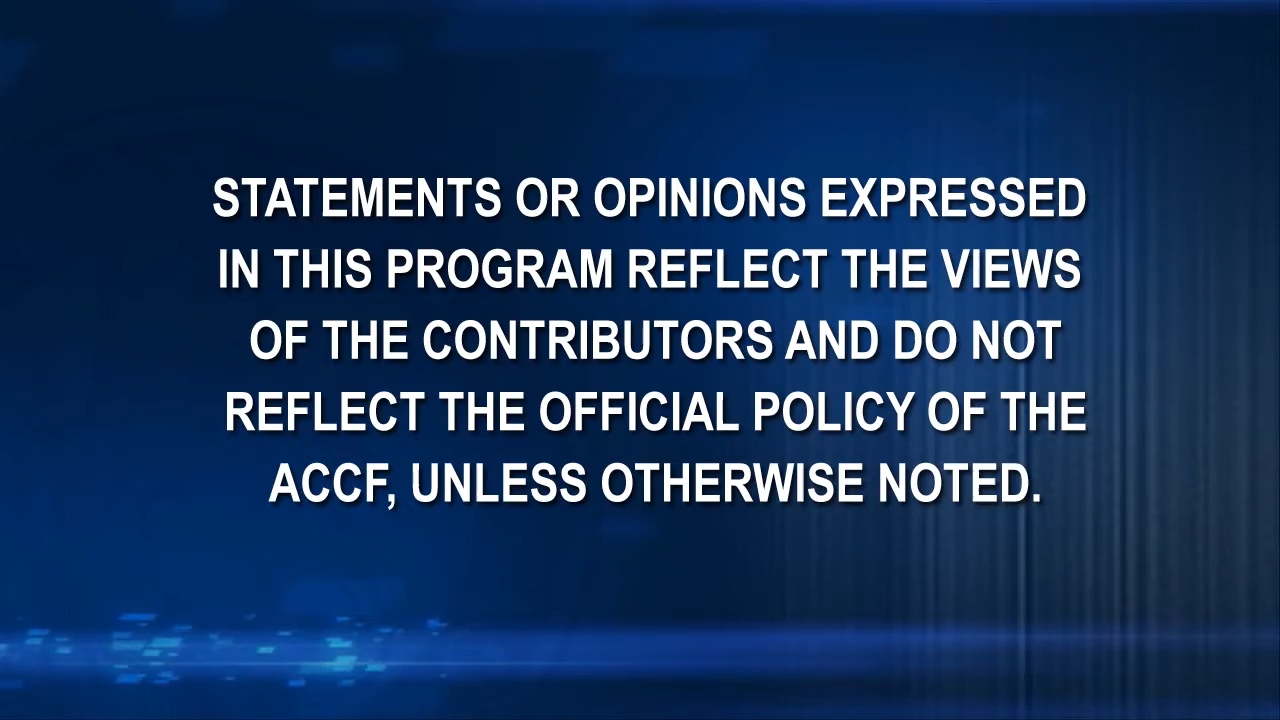 STATEMENTS OR OPINIONS EXPRESSED
IN THIS PROGRAM REFLECT THE VIEWS
OF THE CONTRIBUTORS AND DO NOT
REFLECT THE OFFICIAL POLICY OF THE
ACCF, UNLESS OTHERWISE NOTED.